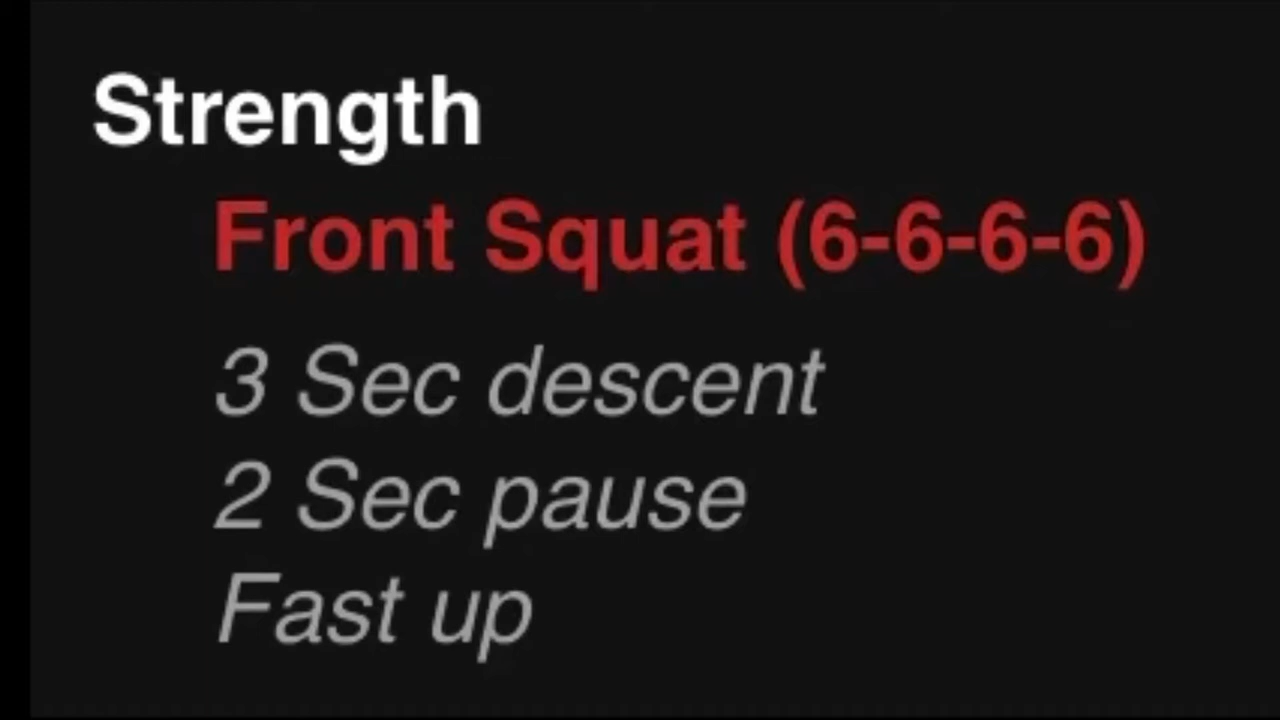 Strength
Front Squat (6-6-6-6)
3 Sec descent
2 Sec pause
Fast up